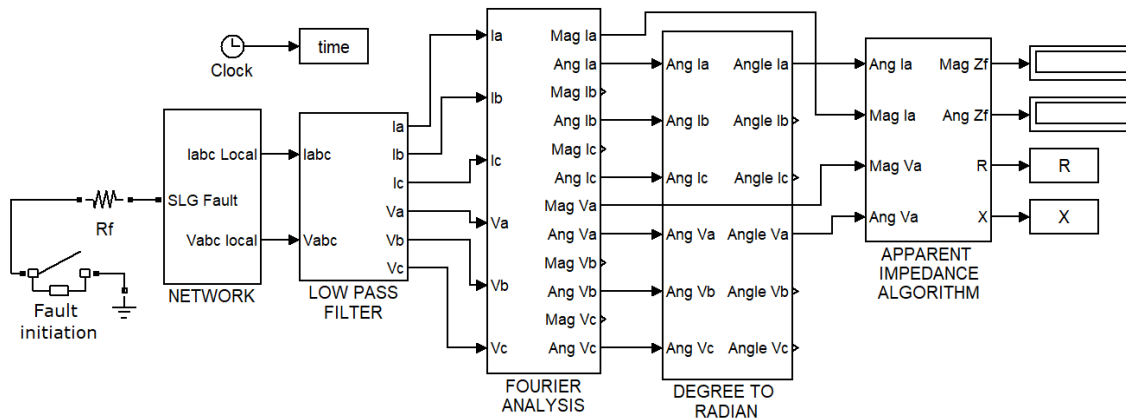 Clock
time
Rf
Fault
initiation
Iabc Local
SLG Fault
Vabc local
NETWORK
Iabc
Vabc
Ia
Ib
Ic
Va
Vb
Vc
LOW PASS
FILTER
Ia
Ib
Ic
Va
Vb
Vc
Mag Ia
Ang Ia
Mag Ib
Ang Ib
Mag Ic
Ang Ic
Mag Va
Ang Va
Mag Vb
Ang Vb
Mag Vc
Ang Vc
FOURIER
ANALYSIS
Ang Ia
Ang Ib
Ang Ic
Ang Va
Ang Vb
Ang Vc
Angle Ia
Angle Ib
Angle Ic
Angle Va
Angle Vb
Angle Vc
DEGREE TO
RADIAN
Ang Ia
Mag Ia
Mag Va
Ang Va
Mag Zf
Ang Zf
R
X
APPARENT
IMPEDANCE
ALGORITHM
R
X